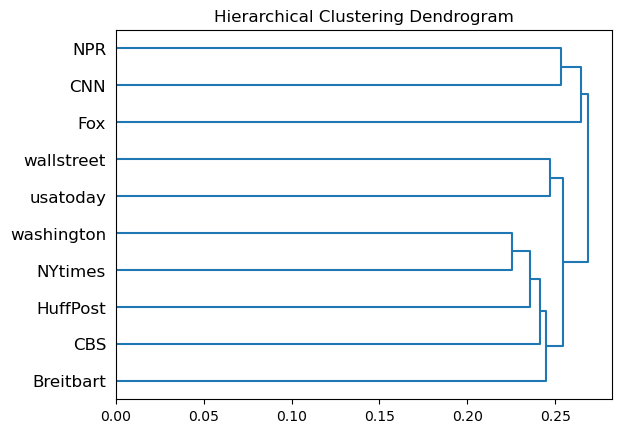 Hierarchical Clustering Dendrogram
NPR
CNN
Fox
wallstreet
usatoday
washington
NYtimes
HuffPost
CBS
Breitbart
0.00 0.05 0.10 0.15 0.20 0.25